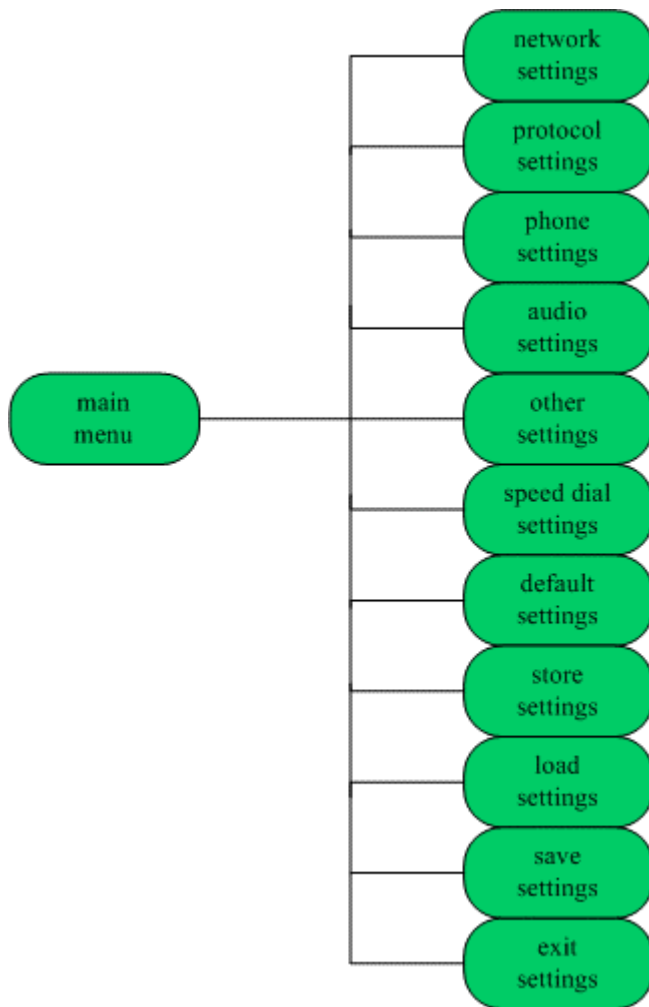 network
settings
protocol
settings
phone
settings
audio
settings
main
menu
other
settings
speed dial
settings
default
settings
store
settings
load
settings
save
settings
exit
settings